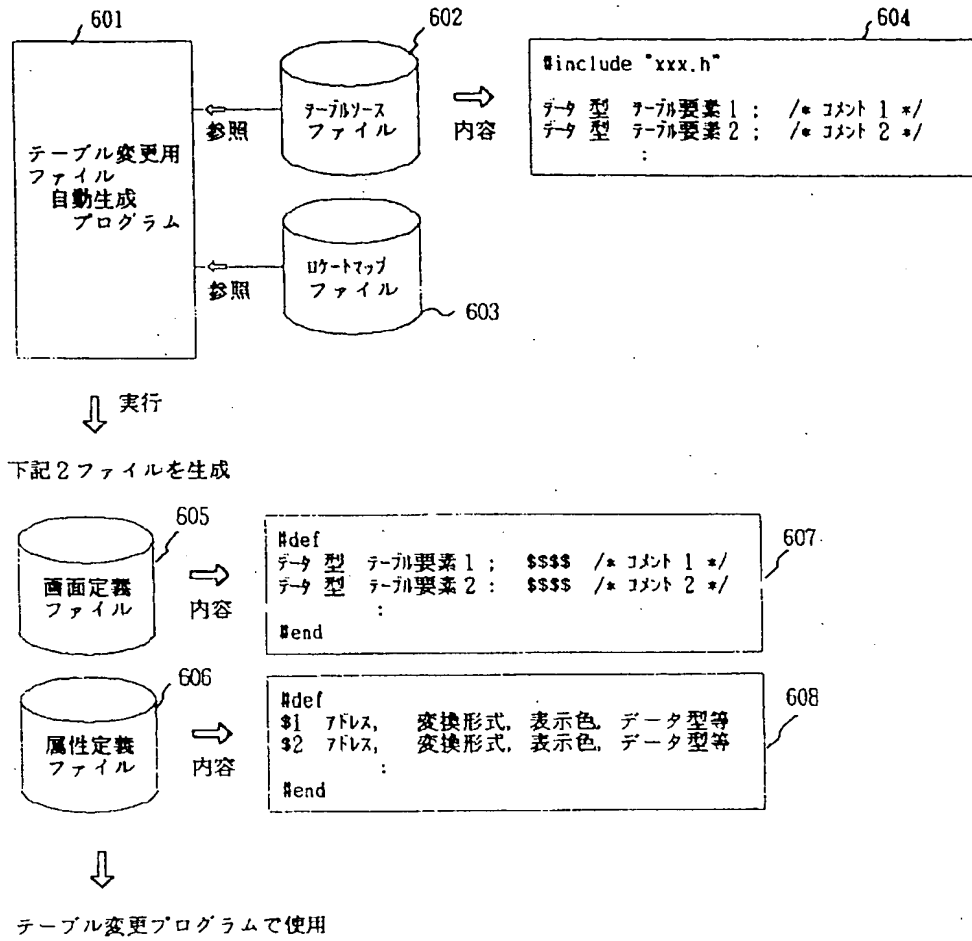 601
602
604
テーブル変更用
ファイル
自動生成
プログラム
参照
テーブルソース
ファイル
内容
#include "xxx.h"
データ 型 テーブル要素1; /* コメント 1 */
データ 型 テーブル要素2; /* コメント 2 */
:
参照
ロケートマップ
ファイル
603
実行
下記2ファイルを生成
605
画面定義
ファイル
内容
#def
データ 型 テーブル要素1; $$$$ /* コメント 1 */
データ 型 テーブル要素2: $$$$ /* コメント 2 */
:
#end
607
606
属性定義
ファイル
内容
#def
$1 アドレス, 変換形式, 表示色, データ型等
$2 アドレス, 変換形式, 表示色, データ型等
:
#end
608
テーブル変更プログラムで使用